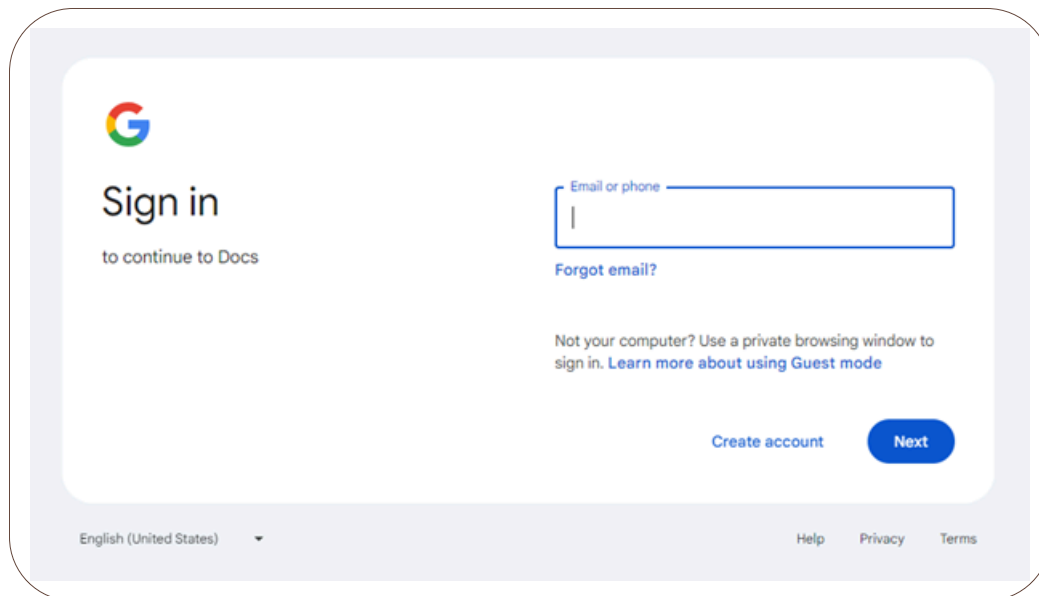 Sign in
to continue to Docs
Email or phone
Forgot email?
Not your computer? Use a private browsing window to
sign in. Learn more about using Guest mode
Create account
Next
English (United States)
Help
Privacy
Terms